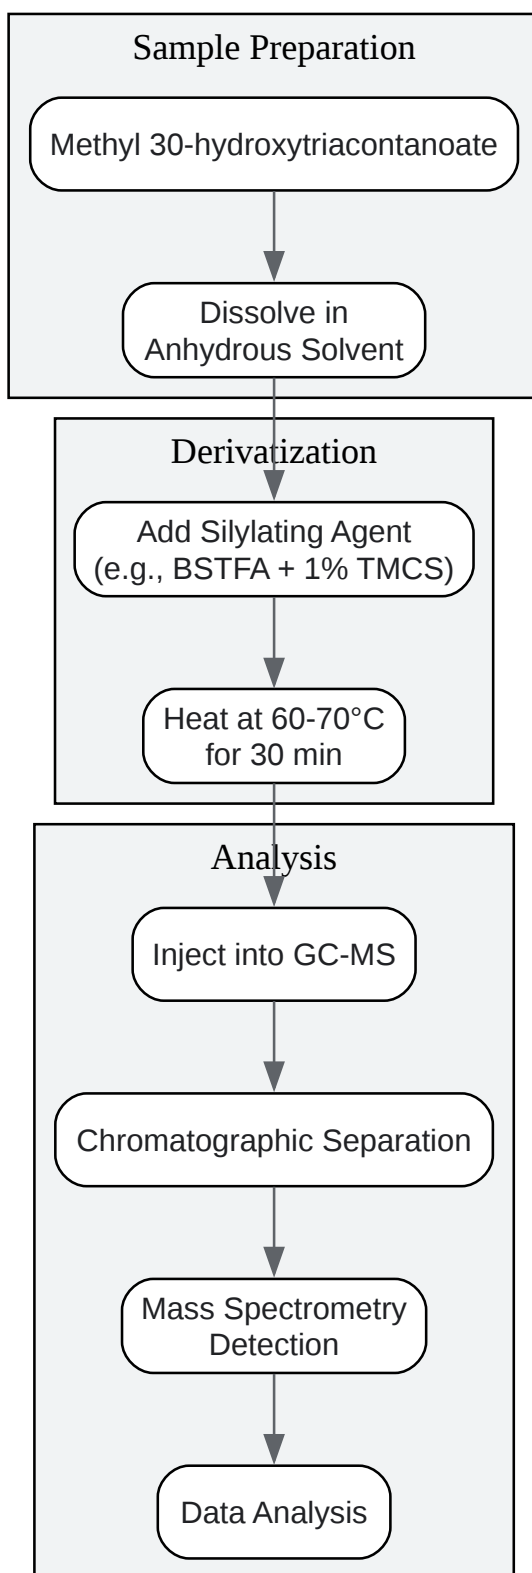 Sample Preparation
Methyl 30-hydroxytriacontanoate
Dissolve in
Anhydrous Solvent
Derivatization
Add Silylating Agent
(e.g., BSTFA + 1% TMCS)
Heat at 60-70°C
for 30 min
Analysis
Inject into GC-MS
Chromatographic Separation
Mass Spectrometry
Detection
Data Analysis